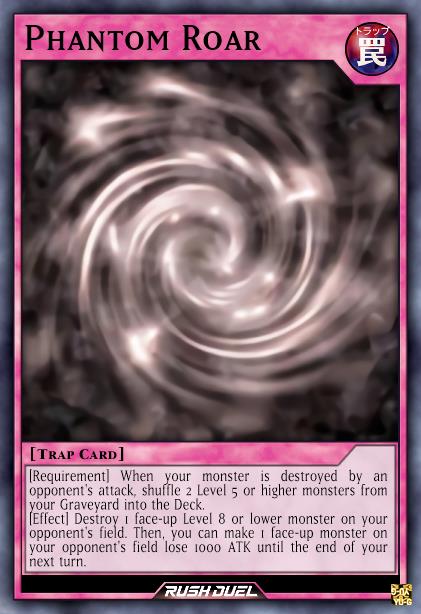 Phantom Roar
トラップ
罠
[Trap Card]
[Requirement] When your monster is destroyed by an
opponent's attack, shuffle 2 Level 5 or higher monsters from
your Graveyard into the Deck.
[Effect] Destroy 1 face-up Level 8 or lower monster on your
opponent's field. Then, you can make 1 face-up monster on
your opponent's field lose 1000 ATK until the end of your
next turn.
RUSH DUEL